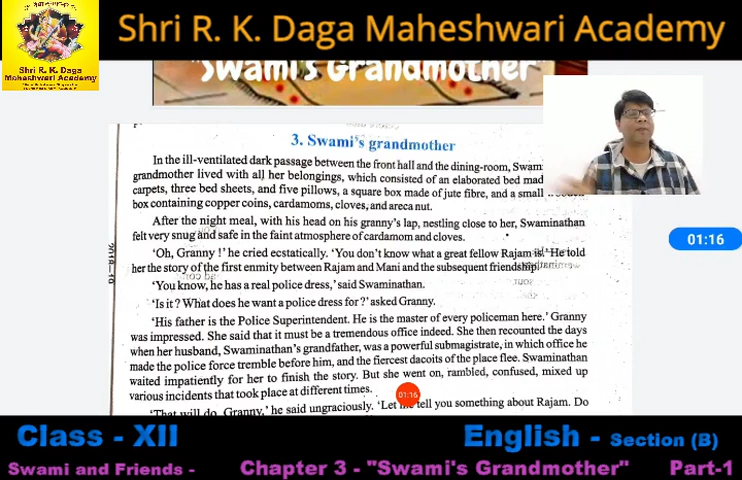 Shri R. K. Daga Maheshwari Academy
Shri R. K. Daga
Maheshwari Academy
"Swami's Grandmother"
3. Swami's grandmother
In the ill-ventilated dark passage between the front hall and the dining-room, Swam
grandmother lived with all her belongings, which consisted of an elaborated bed mad
carpets, three bed sheets, and five pillows, a square box made of jute fibre, and a small
box containing copper coins, cardamoms, cloves, and areca nut.
After the night meal, with his head on his granny's lap, nestling close to her, Swaminathan
felt very snug and safe in the faint atmosphere of cardamom and cloves.
'Oh, Granny !' he cried ecstatically. 'You don't know what a great fellow Rajam is.' He told
her the story of the first enmity between Rajam and Mani and the subsequent friendship.
'You know, he has a real police dress,' said Swaminathan.
'Is it? What does he want a police dress for?' asked Granny.
'His father is the Police Superintendent. He is the master of every policeman here.' Granny
was impressed. She said that it must be a tremendous office indeed. She then recounted the days
when her husband, Swaminathan's grandfather, was a powerful submagistrate, in which office he
made the police force tremble before him, and the fiercest dacoits of the place flee. Swaminathan
waited impatiently for her to finish the story. But she went on, rambled, confused, mixed up
various incidents that took place at different times.
'That will do, Granny,' he said ungraciously. 'Let me tell you something about Rajam. Do
01:16
01:16
Class - XII
English - Section (B)
Swami and Friends -
Chapter 3 - "Swami's Grandmother"
Part-1